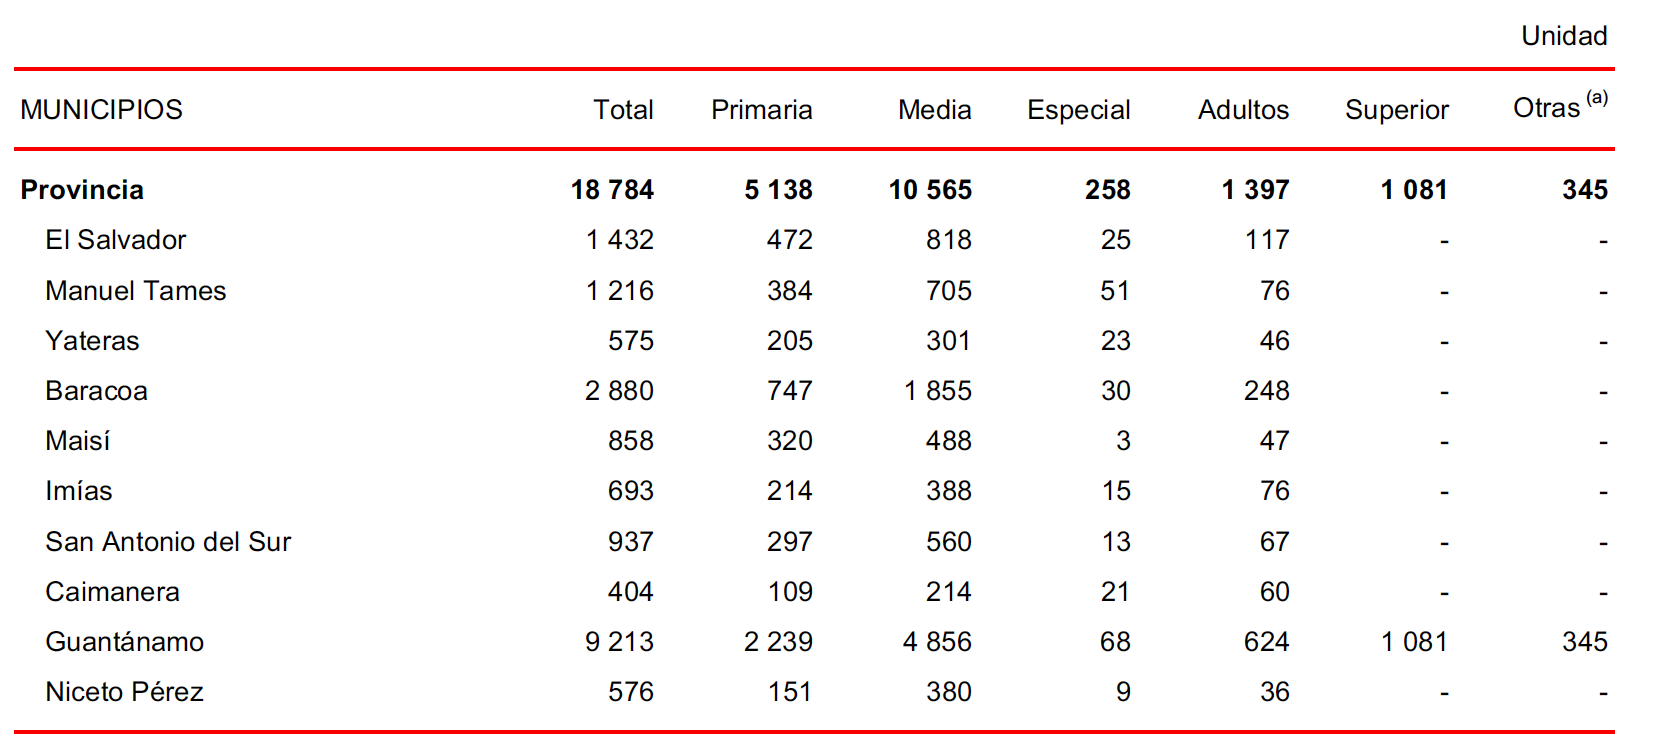 Unidad
MUNICIPIOS Total Primaria Media Especial Adultos Superior Otras (a)
Provincia 18 784 5 138 10 565 258 1 397 1 081 345
El Salvador 1 432 472 818 25 117 - -
Manuel Tames 1 216 384 705 51 76 - -
Yateras 575 205 301 23 46 - -
Baracoa 2 880 747 1 855 30 248 - -
Maisí 858 320 488 3 47 - -
Imías 693 214 388 15 76 - -
San Antonio del Sur 937 297 560 13 67 - -
Caimanera 404 109 214 21 60 - -
Guantánamo 9 213 2 239 4 856 68 624 1 081 345
Niceto Pérez 576 151 380 9 36 - -